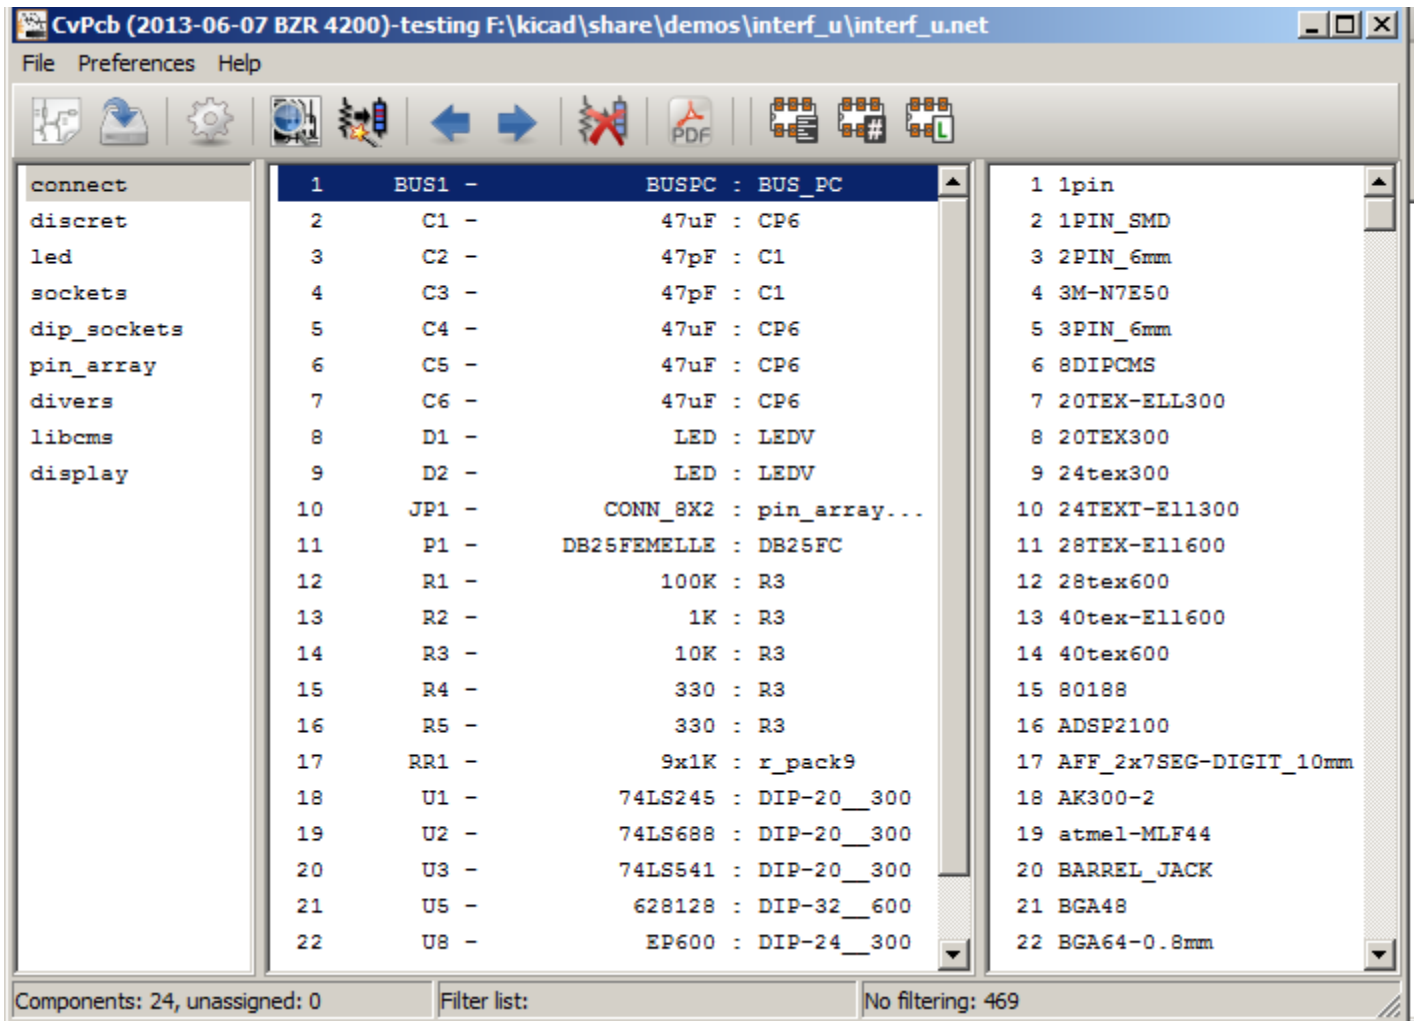 CvPcb (2013-06-07 BZR 4200)-testing F:\kicad\share\demos\interf_u\interf_u.net
File Preferences Help
PDF
#
L
connect
discret
led
sockets
dip_sockets
pin_array
divers
libcms
display
1 BUS1 - BUSPC : BUS_PC
2 C1 - 47uF : CP6
3 C2 - 47pF : C1
4 C3 - 47pF : C1
5 C4 - 47uF : CP6
6 C5 - 47uF : CP6
7 C6 - 47uF : CP6
8 D1 - LED : LEDV
9 D2 - LED : LEDV
10 JP1 - CONN_8X2 : pin_array...
11 P1 - DB25FEMELLE : DB25FC
12 R1 - 100K : R3
13 R2 - 1K : R3
14 R3 - 10K : R3
15 R4 - 330 : R3
16 R5 - 330 : R3
17 RR1 - 9x1K : r_pack9
18 U1 - 74LS245 : DIP-20__300
19 U2 - 74LS688 : DIP-20__300
20 U3 - 74LS541 : DIP-20__300
21 U5 - 628128 : DIP-32__600
22 U8 - EP600 : DIP-24__300
1 1pin
2 1PIN_SMD
3 2PIN_6mm
4 3M-N7E50
5 3PIN_6mm
6 8DIPCMS
7 20TEX-ELL300
8 20TEX300
9 24tex300
10 24TEXT-Ell300
11 28TEX-Ell600
12 28tex600
13 40tex-Ell600
14 40tex600
15 80188
16 ADSP2100
17 AFF_2x7SEG-DIGIT_10mm
18 AK300-2
19 atmel-MLF44
20 BARREL_JACK
21 BGA48
22 BGA64-0.8mm
Components: 24, unassigned: 0
Filter list:
No filtering: 469